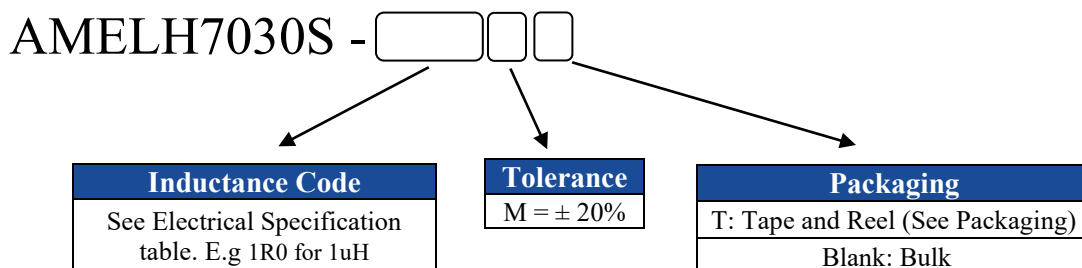 AMELH7030S -
Inductance Code
See Electrical Specification
table. E.g 1R0 for 1uH
Tolerance
M = ± 20%
Packaging
T: Tape and Reel (See Packaging)
Blank: Bulk